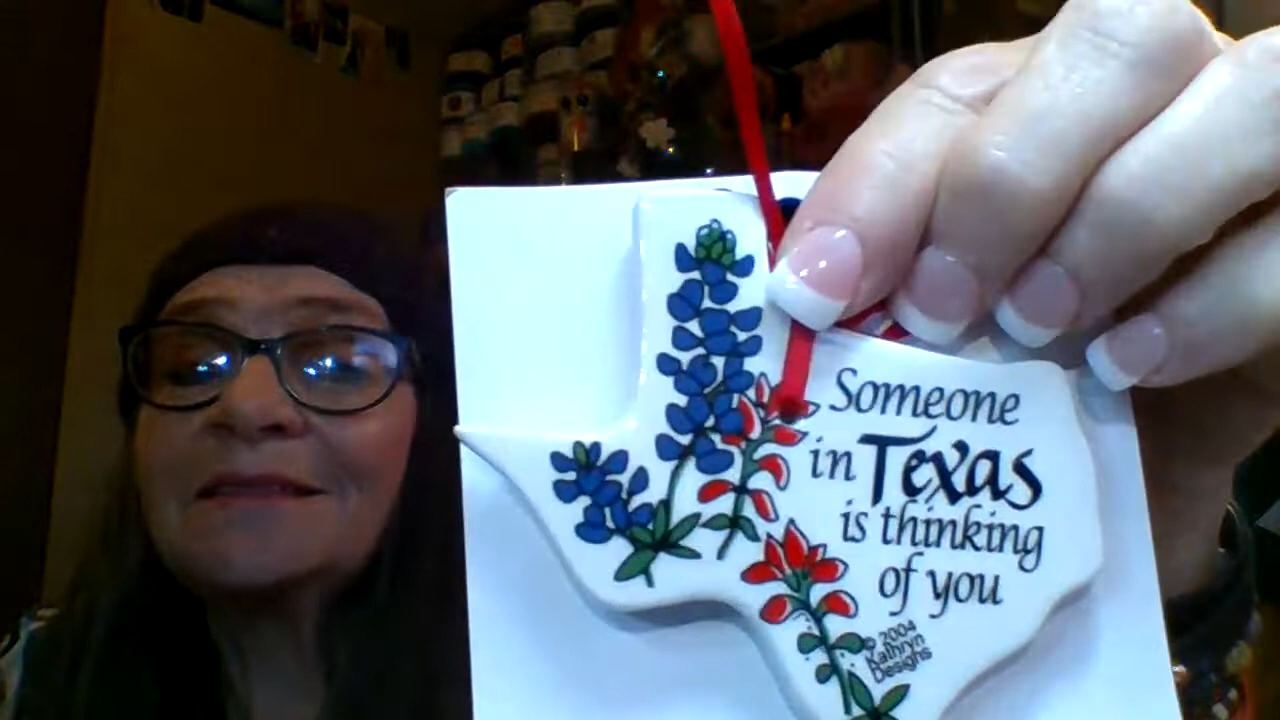 Someone
in Texas
is thinking
of you
© 2004
Kathryn
Designs